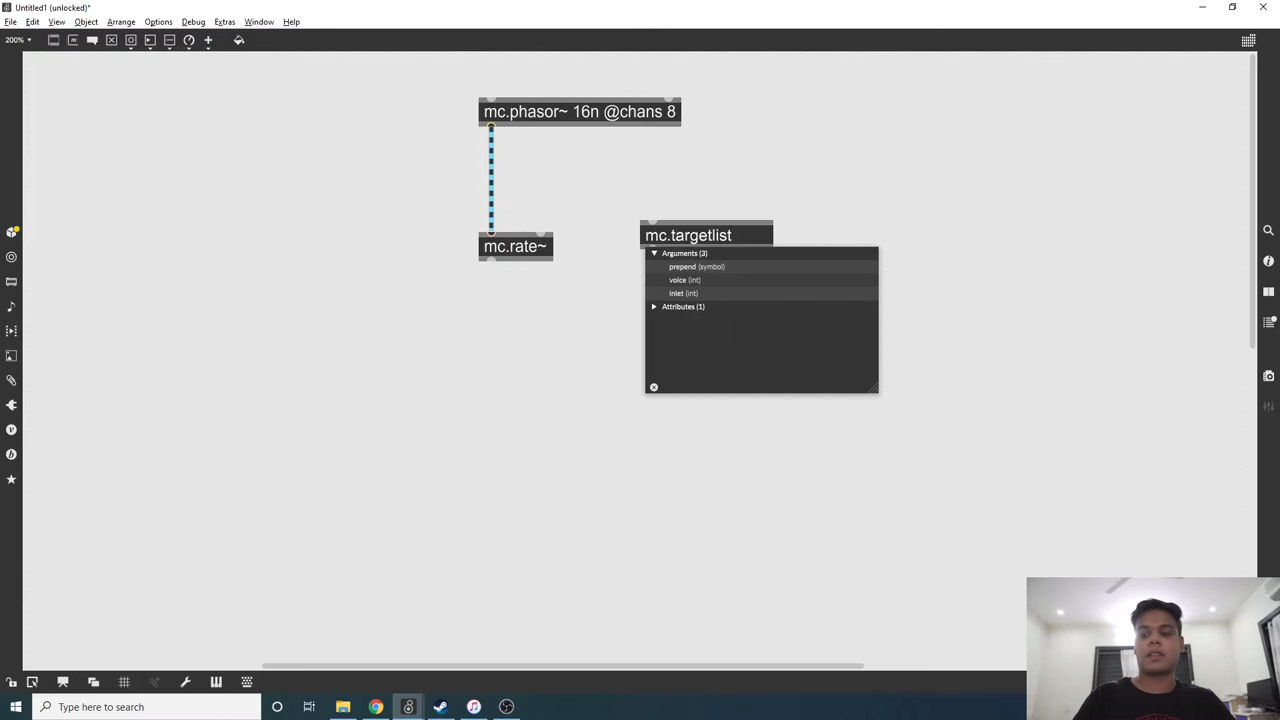 Untitled1 (unlocked)*
File Edit View Object Arrange Options Debug Extras Window Help
200%
mc.phasor~ 16n @chans 8
mc.targetlist
mc.rate~
Arguments (3)
prepend (symbol)
voice (int)
inlet (int)
Attributes (1)
Type here to search